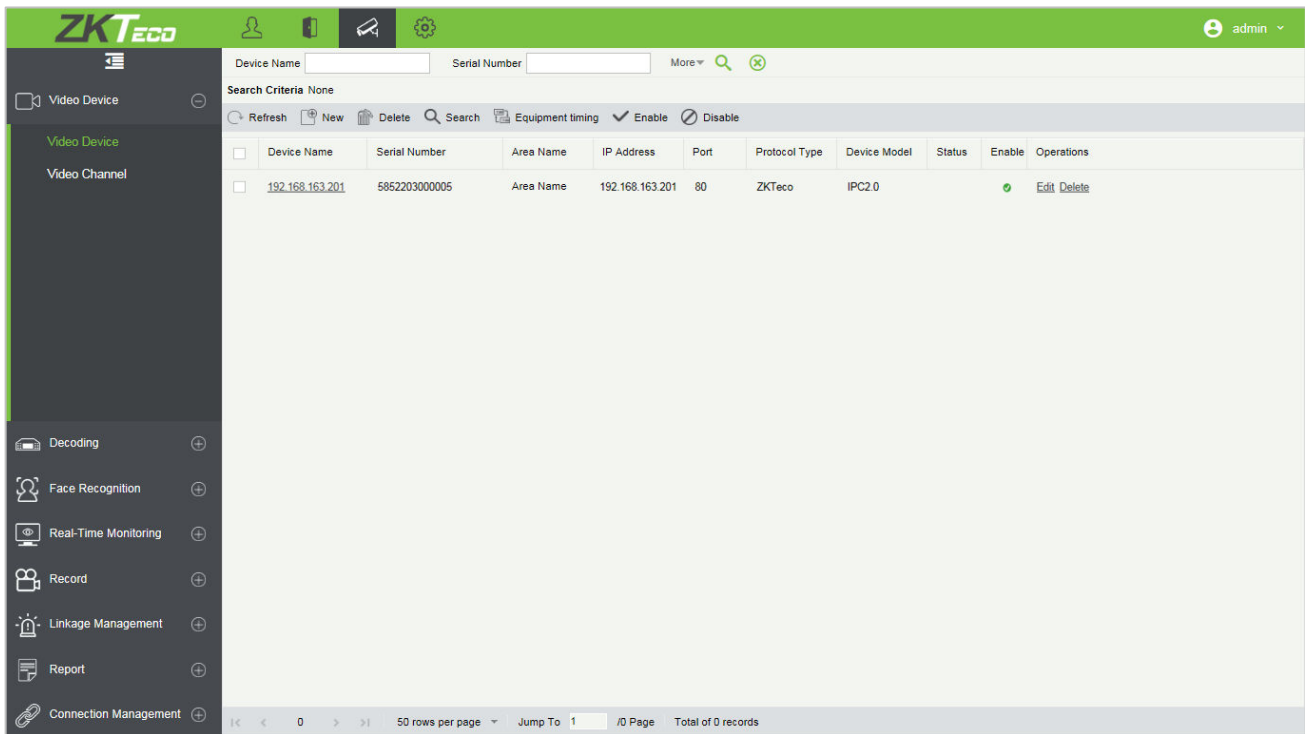 ZKTeco
admin
Device Name Serial Number More
Search Criteria None
Refresh New Delete Search Equipment timing Enable Disable
Video Device
Video Device
Video Channel
Decoding
Face Recognition
Real-Time Monitoring
Record
Linkage Management
Report
Connection Management
Device Name Serial Number Area Name IP Address Port Protocol Type Device Model Status Enable Operations
192.168.163.201 5852203000005 Area Name 192.168.163.201 80 ZKTeco IPC2.0 Edit Delete
0 50 rows per page Jump To 1 /0 Page Total of 0 records